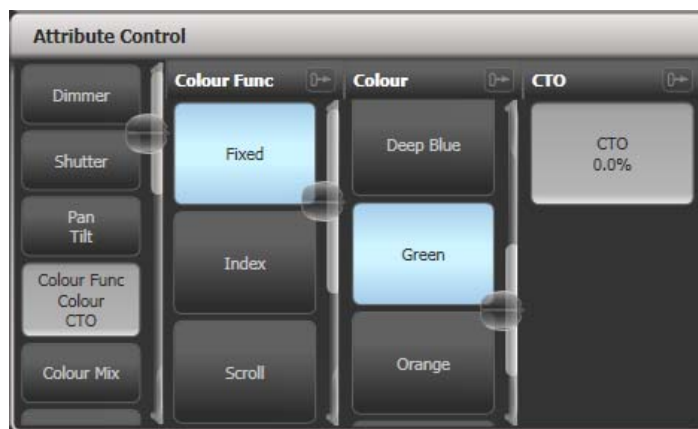 Attribute Control
Dimmer
Shutter
Pan
Tilt
Colour Func
Colour
CTO
Colour Mix
Colour Func
Fixed
Index
Scroll
Colour
Deep Blue
Green
Orange
CTO
CTO
0.0%